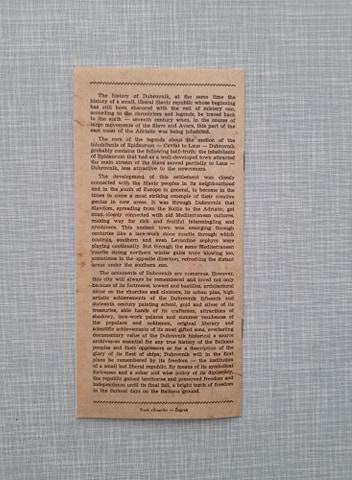 The history of Dubrovnik, at the same time the
history of a small, liberal Slavic republic whose beginning
has still been obscured with the veil of mistery can,
according to the chroniclers and legends, be traced back
to the sixth — seventh century when, in the course of
large movements of the Slavs and Avars, this part of the
east coast of the Adriatic was being inhabited.
The core of the legends about the section of the
inhabitants of Epidaurum — Cavtat to Laus — Dubrovnik
probably contains the following half-truth: the inhabitants
of Epidaurum that had as a well-developed town attracted
the main stream of the Slavs moved partially to Laus —
Dubrovnik, less attractive to the newcomers.
The development of this settlement was closely
connected with the Slavic peoples in its neighbourhood
and in the south of Europe in general, to become in the
times to come a most striking example of their creative
genius in new areas. It was through Dubrovnik that
Slavdom, spreading from the Baltic to the Adriatic, got
most closely connected with old Mediterranean cultures,
making way for rich and fruitful intermingling and
symbioses. This ancient town was emerging through
centuries like a lace-work stone rosette through which
mistrals, southern and even Levantine zephyrs were
playing continually. But through the same Mediterranean
rosette strong northern winter gales were blowing too,
sometimes in the opposite direction, refreshing the distant
areas under the southern sun.
The ornaments of Dubrovnik are numerous. However,
this city will always be remembered and loved not only
because of its fortresses, towers and bastilles, architectural
décor on the churches and cloisters, its urban plan, high
artistic achievements of the Dubrovnik fifteenth and
sixteenth century painting school, gold and silver of its
treasuries, able hands of its craftsmen, attractions of
shadowy, lace-work palaces and summer residences of
the populace and noblemen, original literary and
scientific achievements of its most gifted sons, everlasting
documentary value of the Dubrovnik historical
archivesso essential for any true history of the Balkans
peoples and their oppressors or for a description of the
glory of its fleet of ships; Dubrovnik will in the first
place be remembered by its freedom — the institutions
of a small but liberal republic. By means of its symbolical
fortresses and a sober and wise policy of its diplomacy,
the republic gained territories and preserved freedom and
independence until its final fall, a bright torch of freedom
in the darkest days on the Balkans ground.
Tisak »Zrinski« — Zagreb